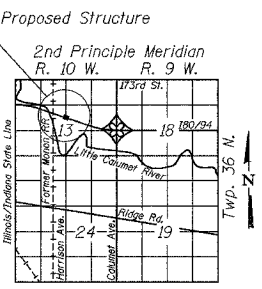 Proposed Structure
2nd Principle Meridian
R. 10 W. R. 9 W.
173rd St.
13
18
I80/94
Little Calumet River
Illinois/Indiana State Line
Former Monon RR
Twp. 36 N.
N
Ridge Rd.
24
19
Harrison Ave.
Calumet Ave.